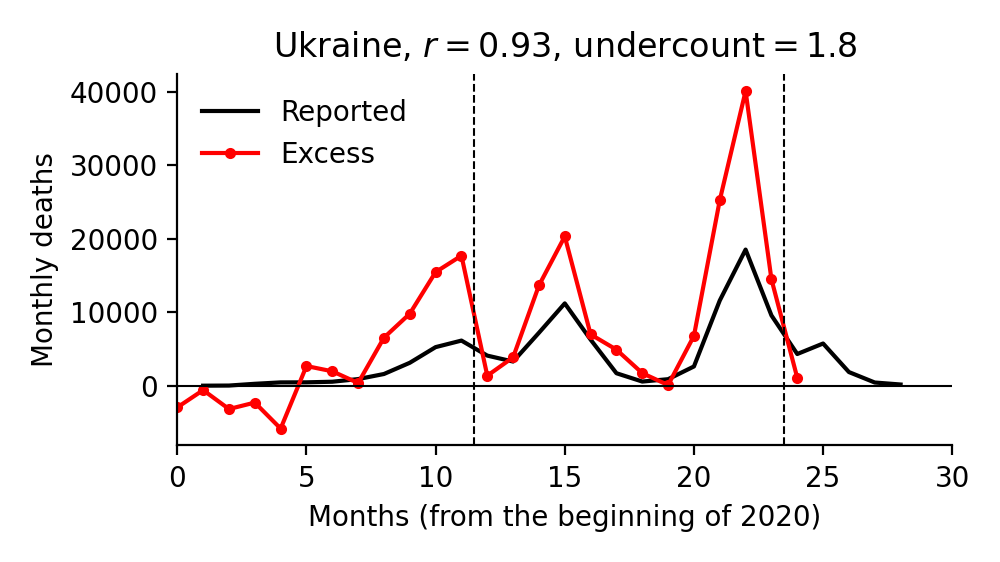 Ukraine, r = 0.93, undercount = 1.8
Reported
Excess
Monthly deaths
40000
30000
20000
10000
0
0 5 10 15 20 25 30
Months (from the beginning of 2020)